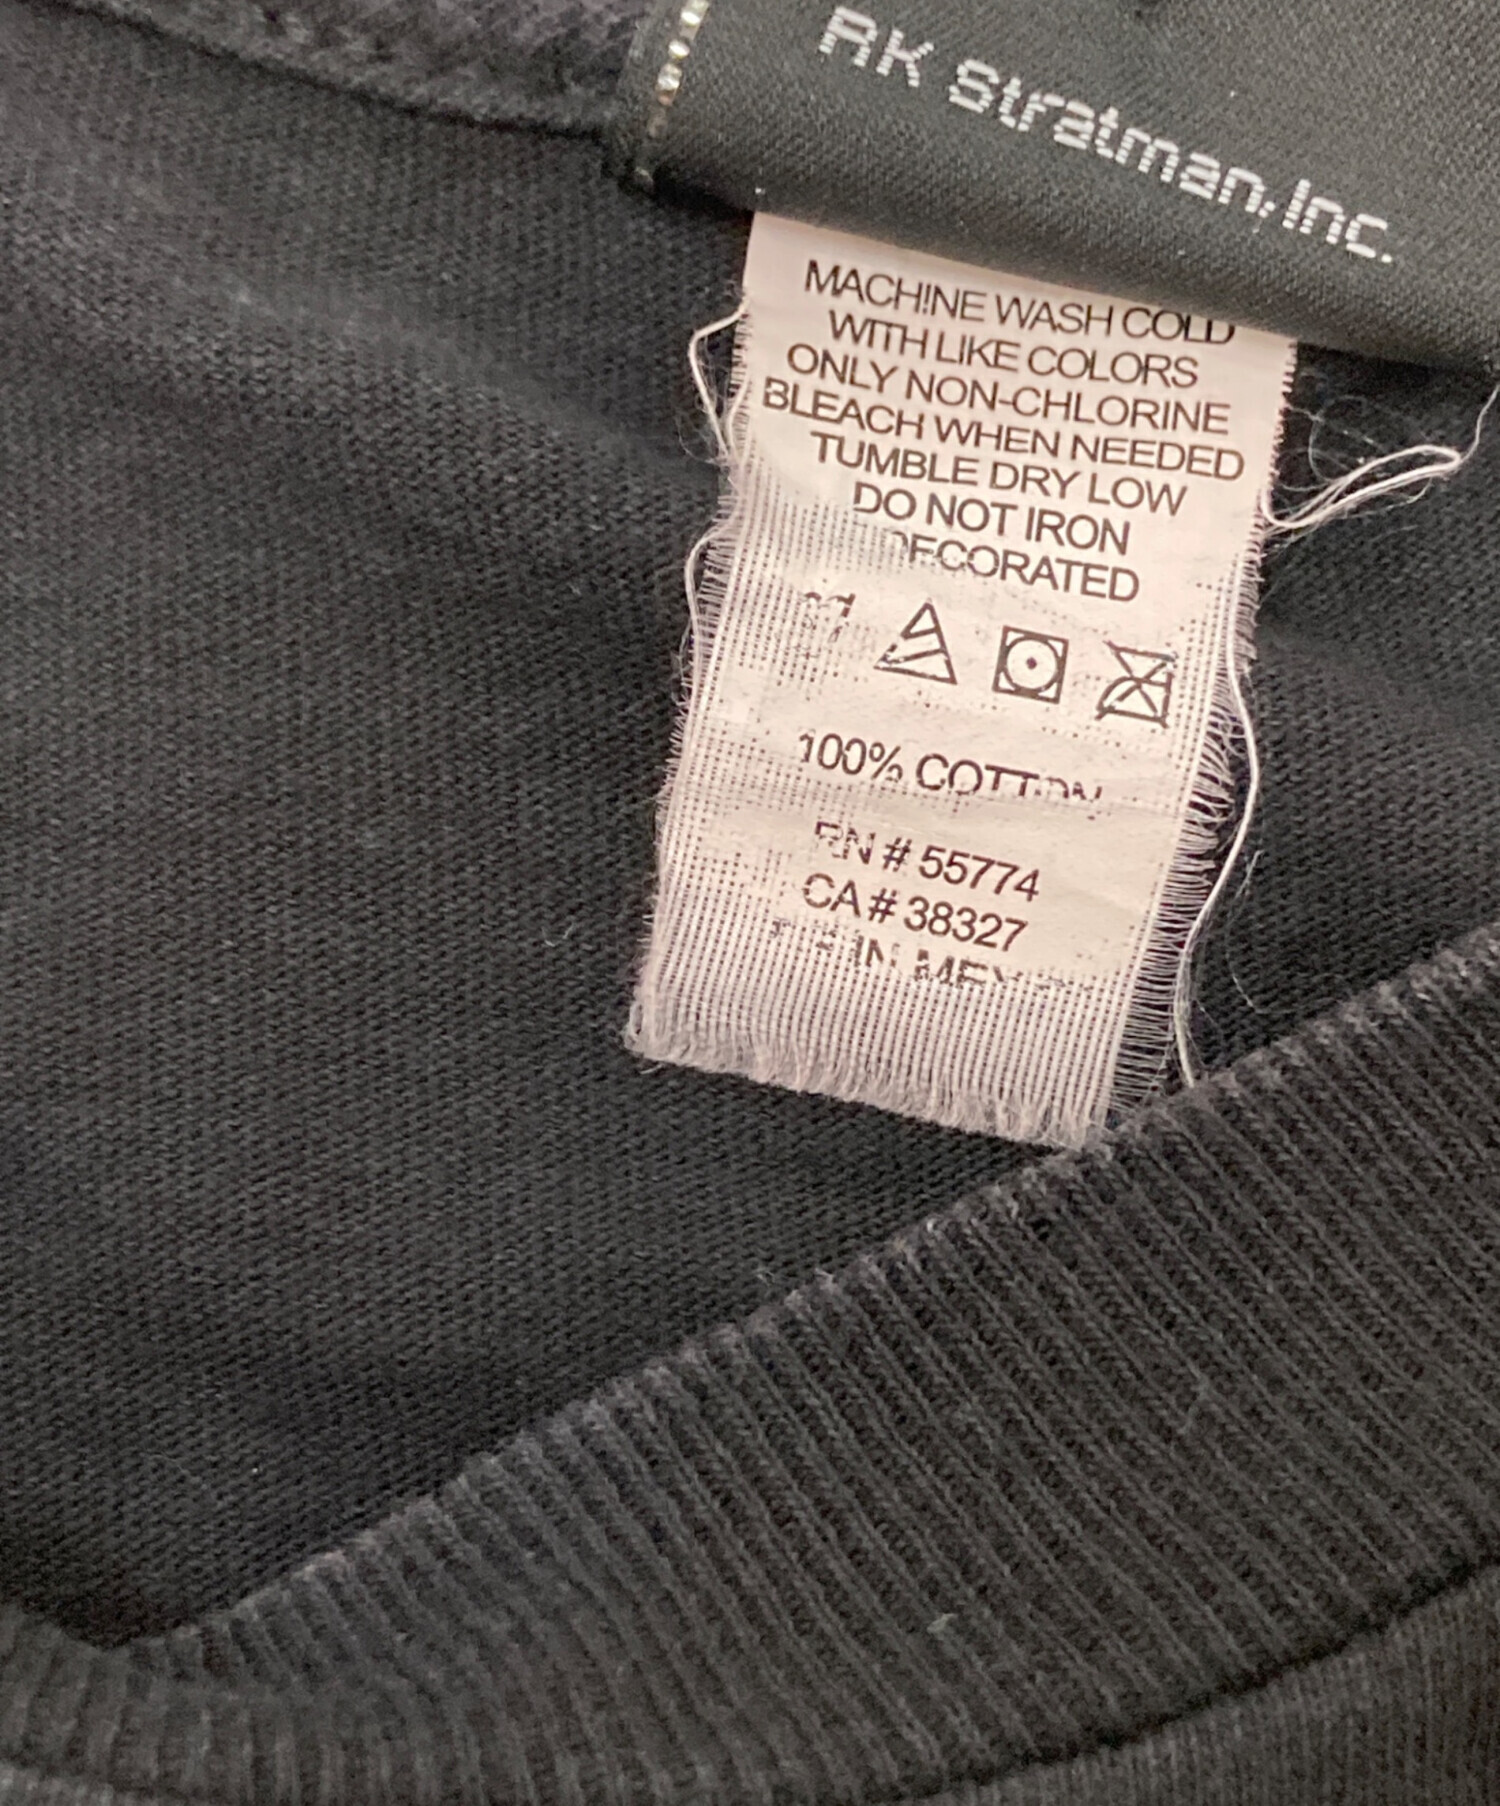 RK Stratman, Inc.
MACHINE WASH COLD
WITH LIKE COLORS
ONLY NON-CHLORINE
BLEACH WHEN NEEDED
TUMBLE DRY LOW
DO NOT IRON
DECORATED
100% COTTON
RN # 55774
CA # 38327
IN